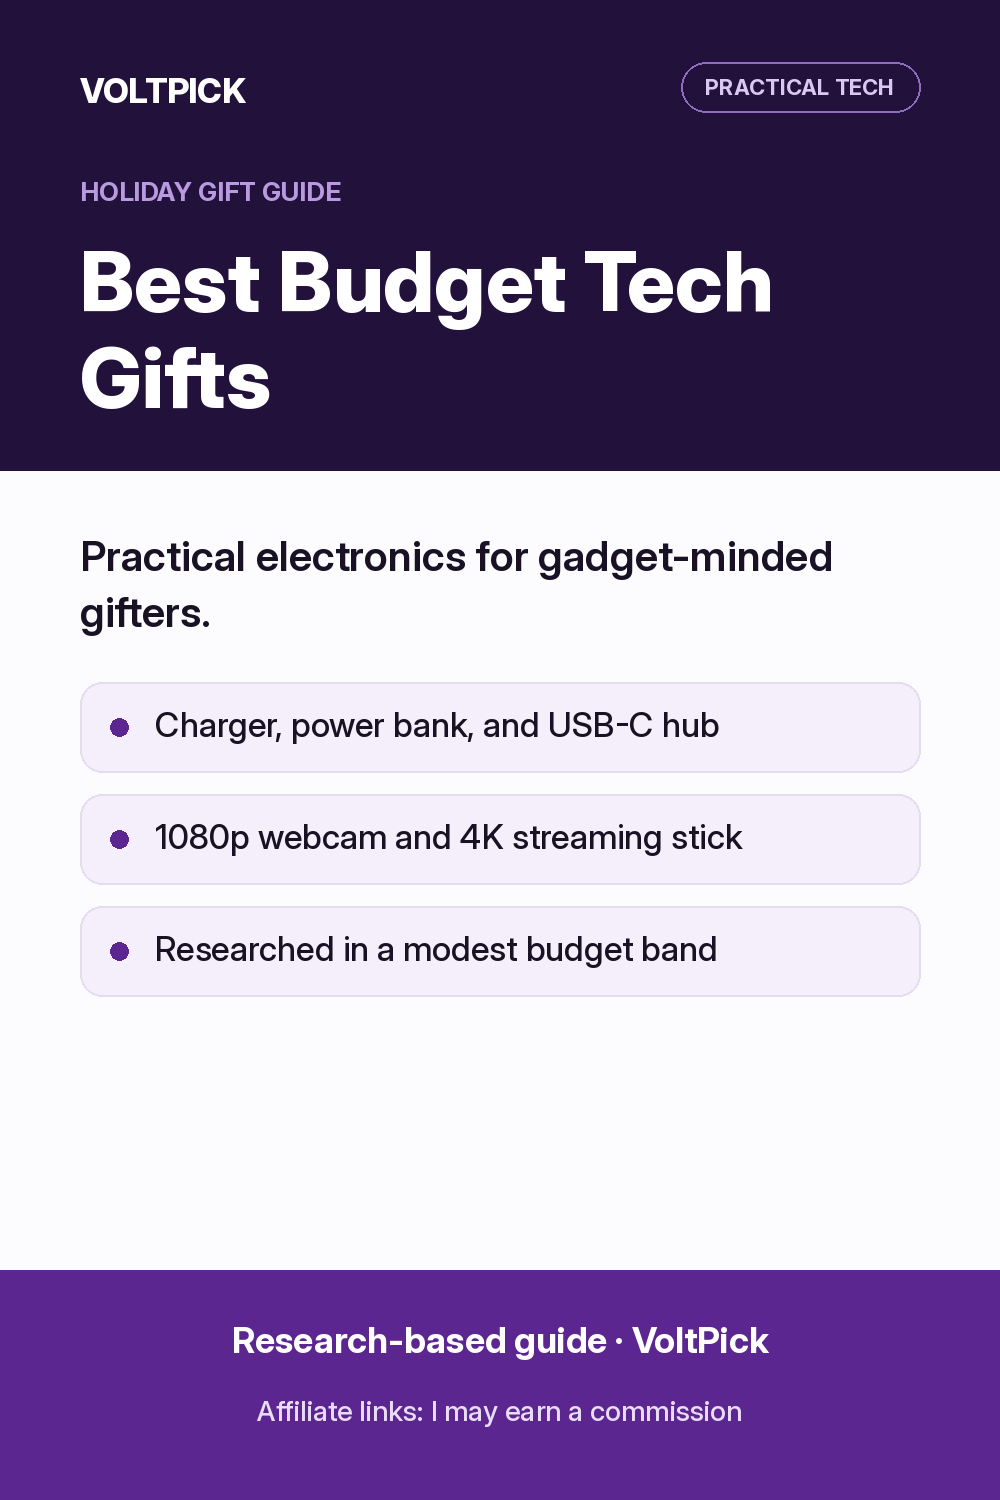 VOLTPICK
PRACTICAL TECH
HOLIDAY GIFT GUIDE
Best Budget Tech
Gifts
Practical electronics for gadget-minded
gifters.
Charger, power bank, and USB-C hub
1080p webcam and 4K streaming stick
Researched in a modest budget band
Research-based guide · VoltPick
Affiliate links: I may earn a commission